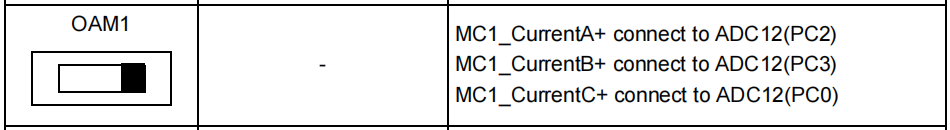 OAM1
-
MC1_CurrentA+ connect to ADC12(PC2)
MC1_CurrentB+ connect to ADC12(PC3)
MC1_CurrentC+ connect to ADC12(PC0)